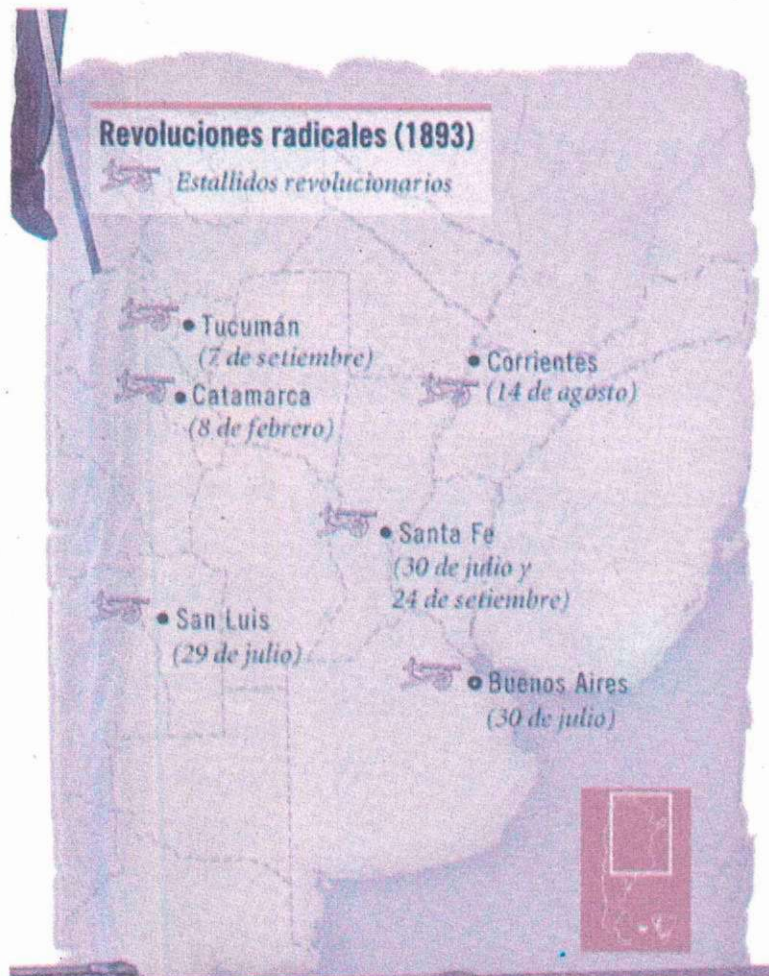 Revoluciones radicales (1893)
Estallidos revolucionarios
Tucumán
(7 de setiembre)
Catamarca
(8 de febrero)
Corrientes
(14 de agosto)
Santa Fe
(30 de julio y
24 de setiembre)
San Luis
(29 de julio)
Buenos Aires
(30 de julio)